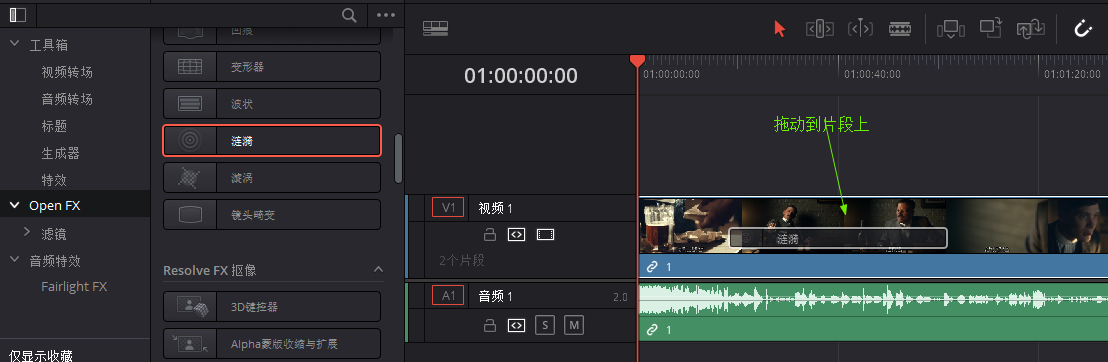 工具箱
视频转场
音频转场
标题
生成器
特效
Open FX
滤镜
音频特效
Fairlight FX
仅显示收藏
凹痕
变形器
波状
涟漪
漩涡
镜头畸变
Resolve FX 抠像
3D键控器
Alpha蒙版收缩与扩展
01:00:00:00
01:00:00:00
01:00:40:00
01:01:20:00
拖动到片段上
V1
视频 1
2个片段
涟漪
1
A1
音频 1
2.0
S
M
1